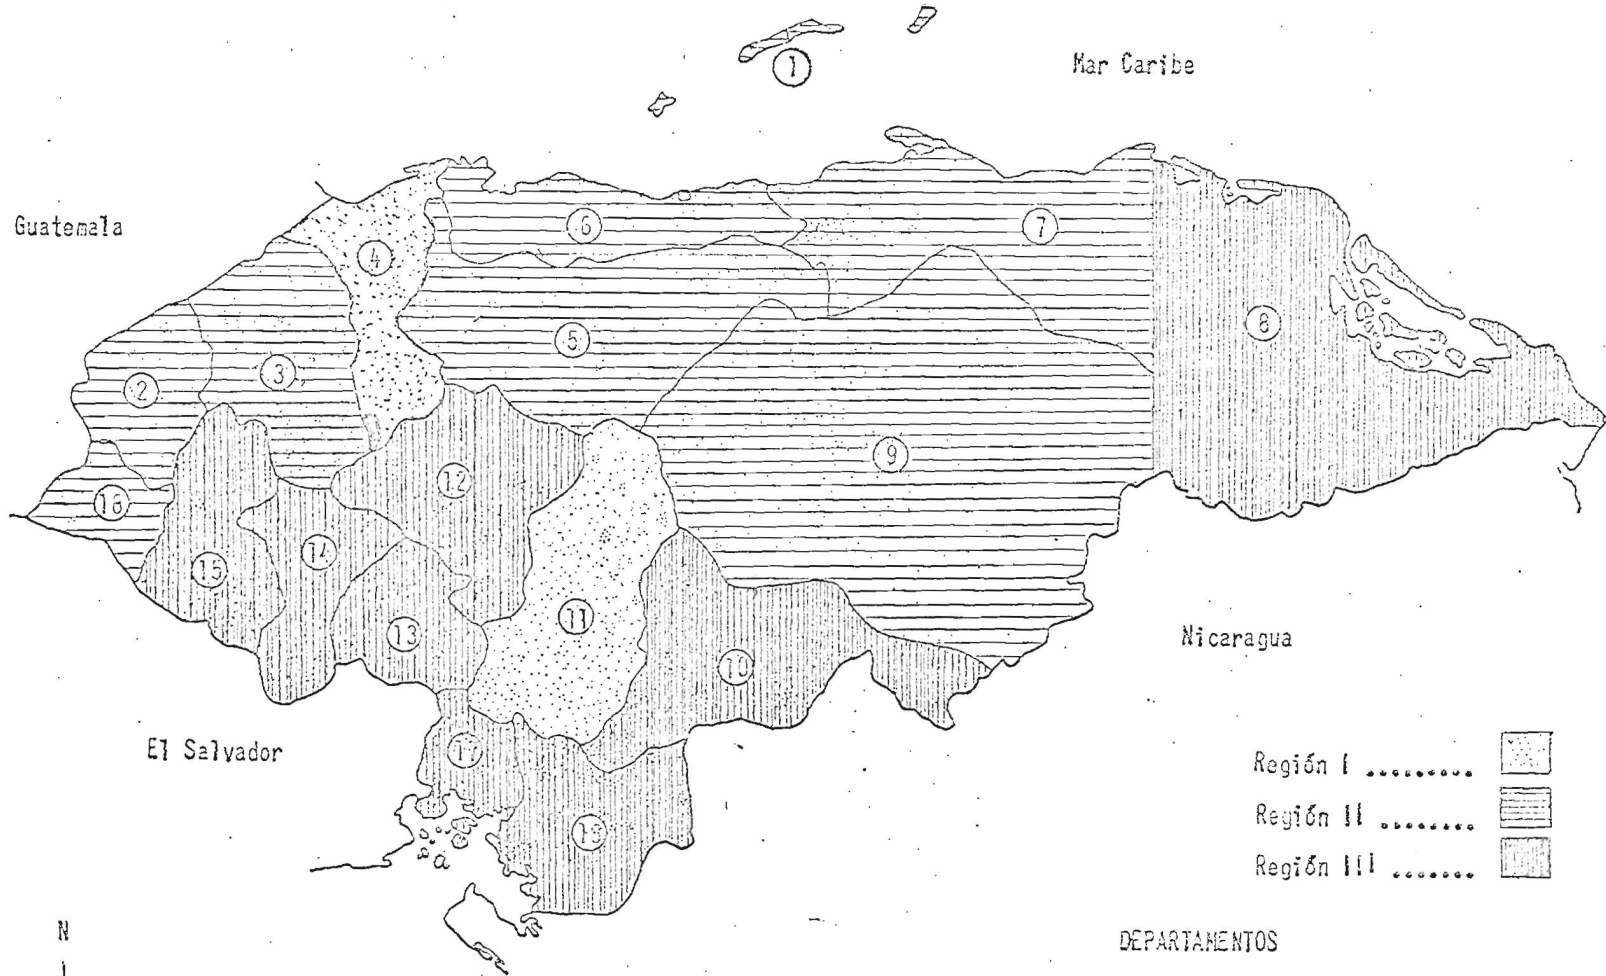 1
Mar Caribe
Guatemala
4
6
7
8
5
3
2
9
12
16
14
15
11
13
10
Nicaragua
El Salvador
17
Región I .........
Región II ........
Región III .......
a
N
DEPARTAMENTOS